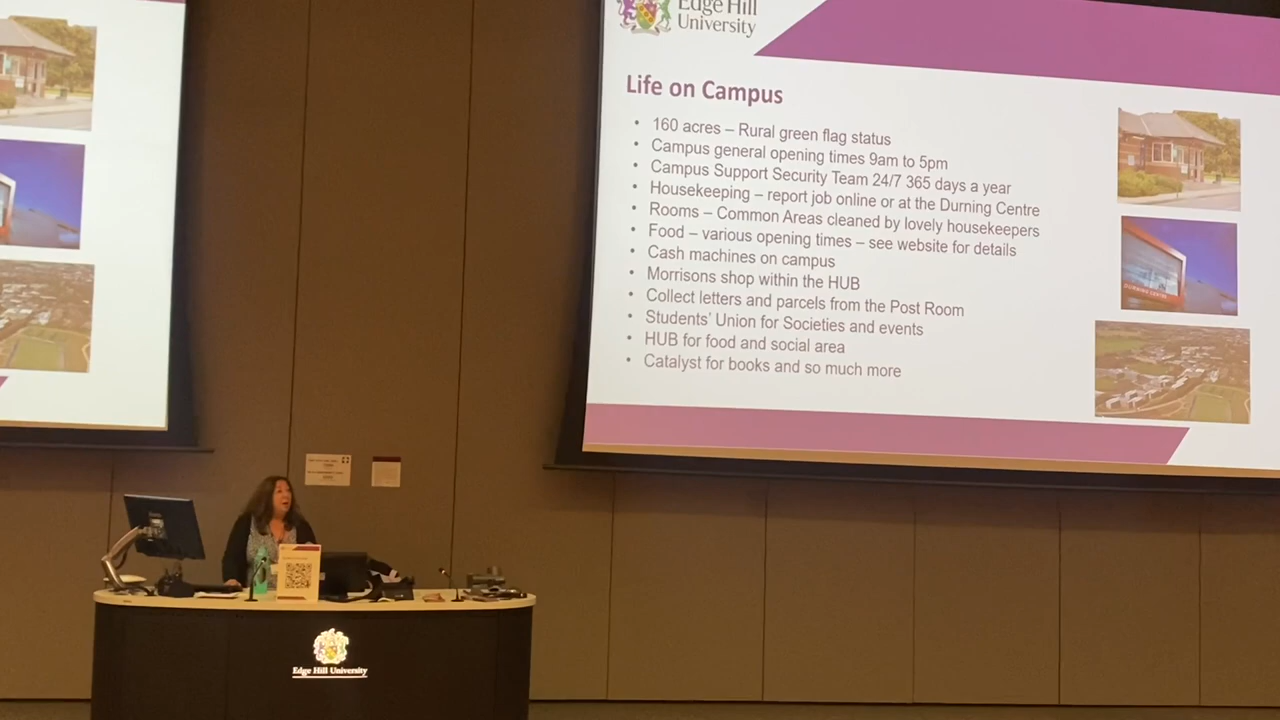 Edge Hill
University
Life on Campus
• 160 acres – Rural green flag status
• Campus general opening times 9am to 5pm
• Campus Support Security Team 24/7 365 days a year
• Housekeeping – report job online or at the Durning Centre
• Rooms – Common Areas cleaned by lovely housekeepers
• Food – various opening times – see website for details
• Cash machines on campus
• Morrisons shop within the HUB
• Collect letters and parcels from the Post Room
• Students' Union for Societies and events
• HUB for food and social area
• Catalyst for books and so much more
DURNING CENTRE
Edge Hill University